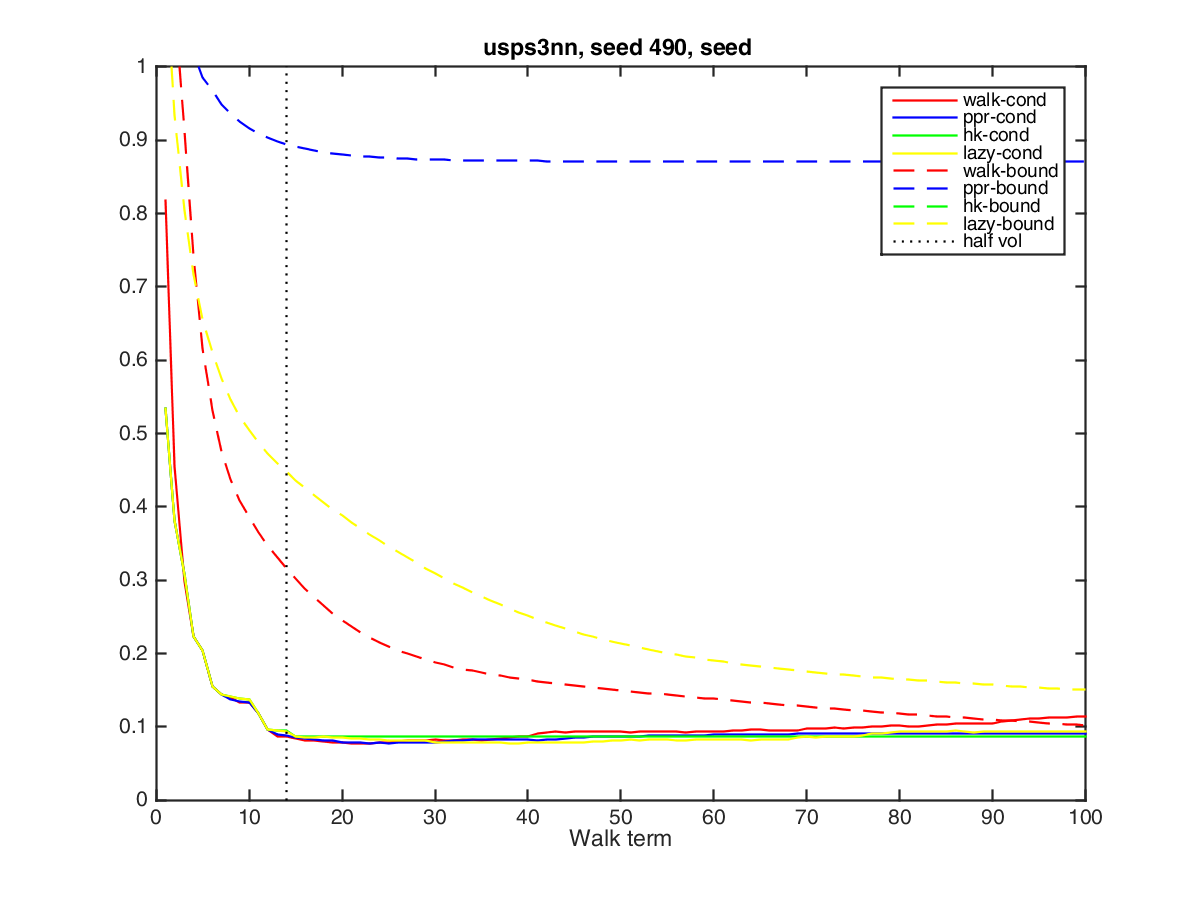 usps3nn, seed 490, seed
1
0.9
0.8
0.7
0.6
0.5
0.4
0.3
0.2
0.1
0
walk-cond
ppr-cond
hk-cond
lazy-cond
walk-bound
ppr-bound
hk-bound
lazy-bound
half vol
0 10 20 30 40 50 60 70 80 90 100
Walk term